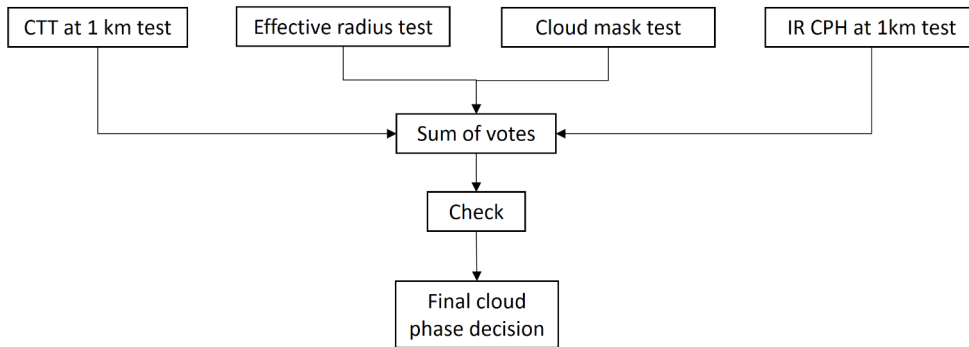 CTT at 1 km test
Effective radius test
Cloud mask test
IR CPH at 1km test
Sum of votes
Check
Final cloud
phase decision